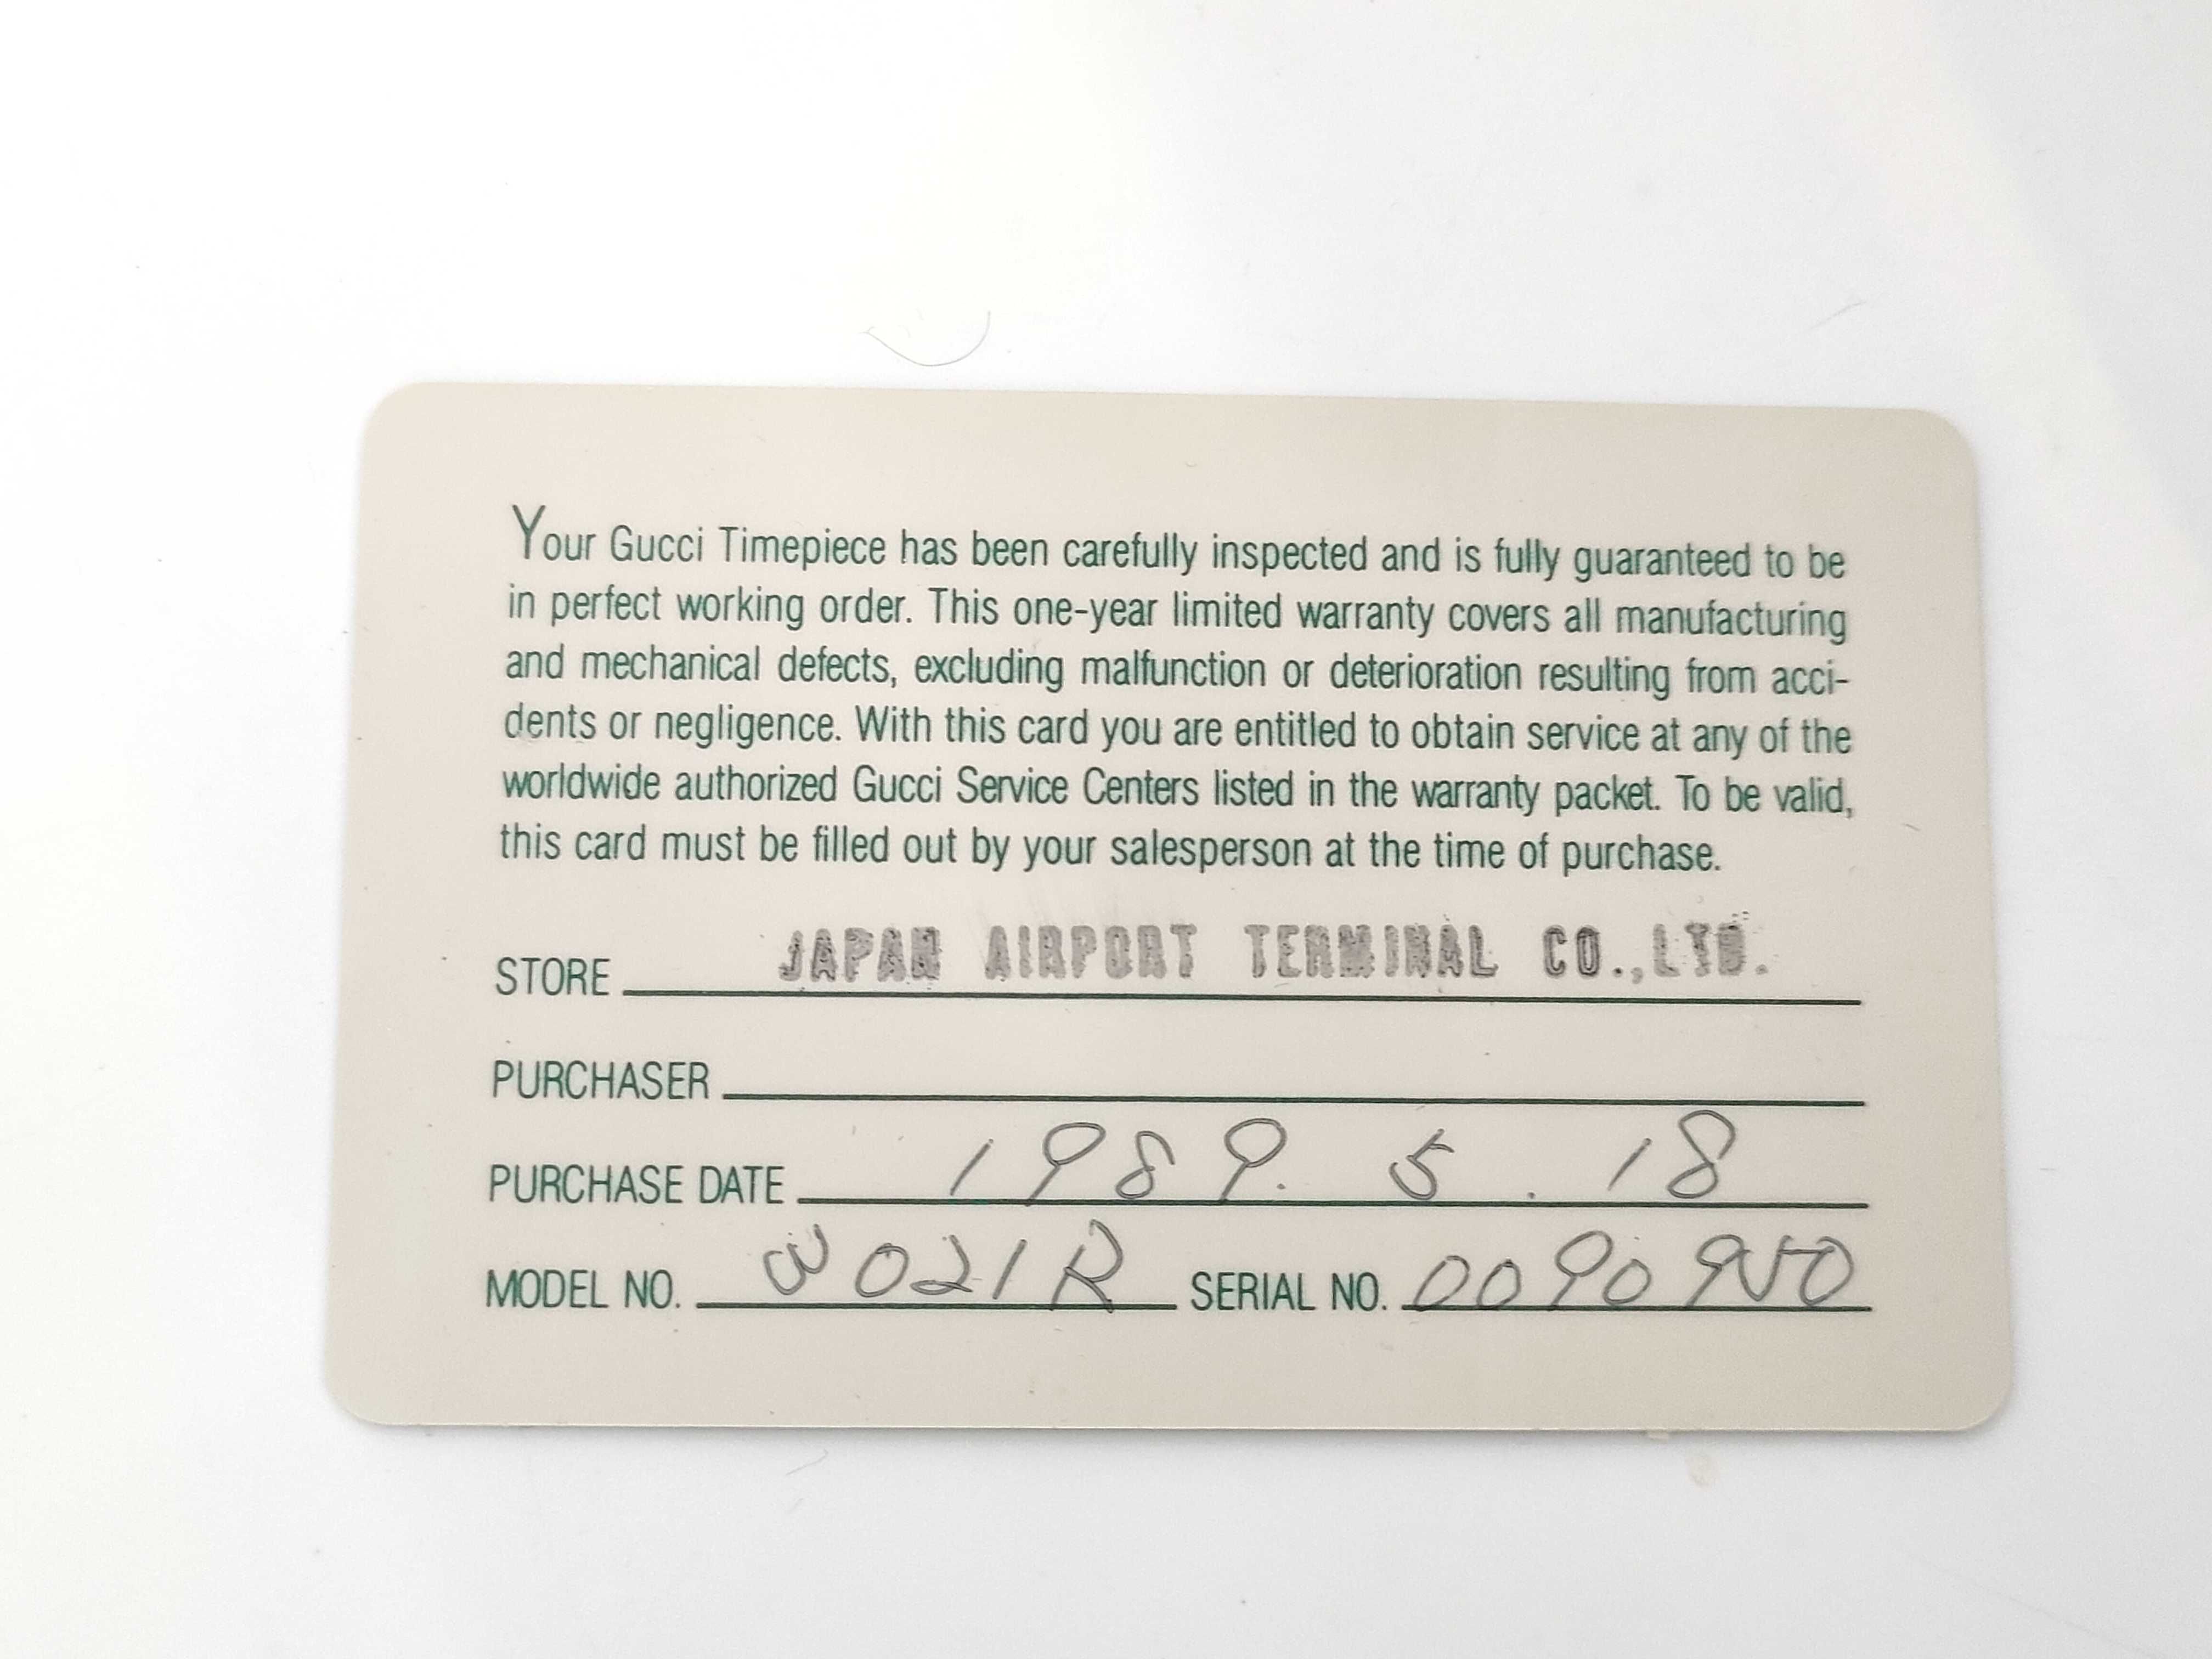 Your Gucci Timepiece has been carefully inspected and is fully guaranteed to be
in perfect working order. This one-year limited warranty covers all manufacturing
and mechanical defects, excluding malfunction or deterioration resulting from acci-
dents or negligence. With this card you are entitled to obtain service at any of the
worldwide authorized Gucci Service Centers listed in the warranty packet. To be valid,
this card must be filled out by your salesperson at the time of purchase.
STORE JAPAN AIRPORT TERMINAL CO.,LTD.
PURCHASER
PURCHASE DATE 1989. 5. 18
MODEL NO. 3021R SERIAL NO. 0090950